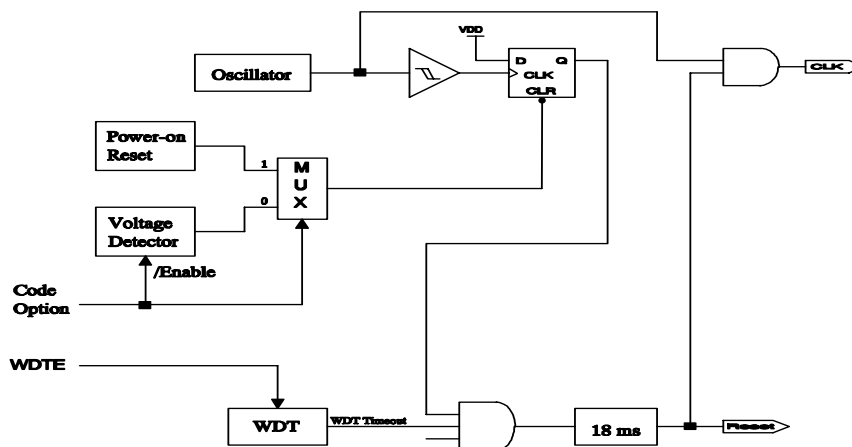 VDD
Oscillator
D Q
CLK
CLR
CLK
Power-on
Reset
1
M
U
X
0
Voltage
Detector
/Enable
Code
Option
WDTE
WDT
WDT Timeout
18 ms
Reset